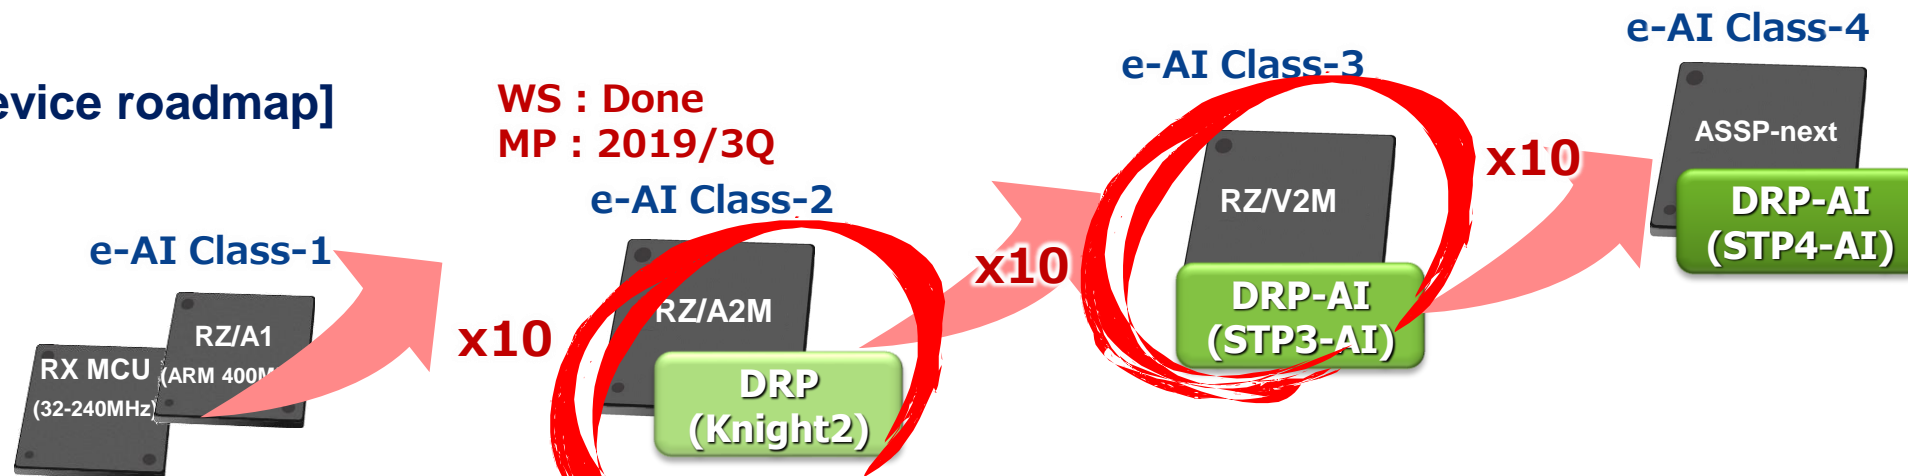 evice roadmap]
WS : Done
MP : 2019/3Q
e-AI Class-1
RX MCU
(32-240MHz)
RZ/A1
(ARM 400M
x10
e-AI Class-2
RZ/A2M
DRP
(Knight2)
x10
e-AI Class-3
RZ/V2M
DRP-AI
(STP3-AI)
x10
e-AI Class-4
ASSP-next
DRP-AI
(STP4-AI)